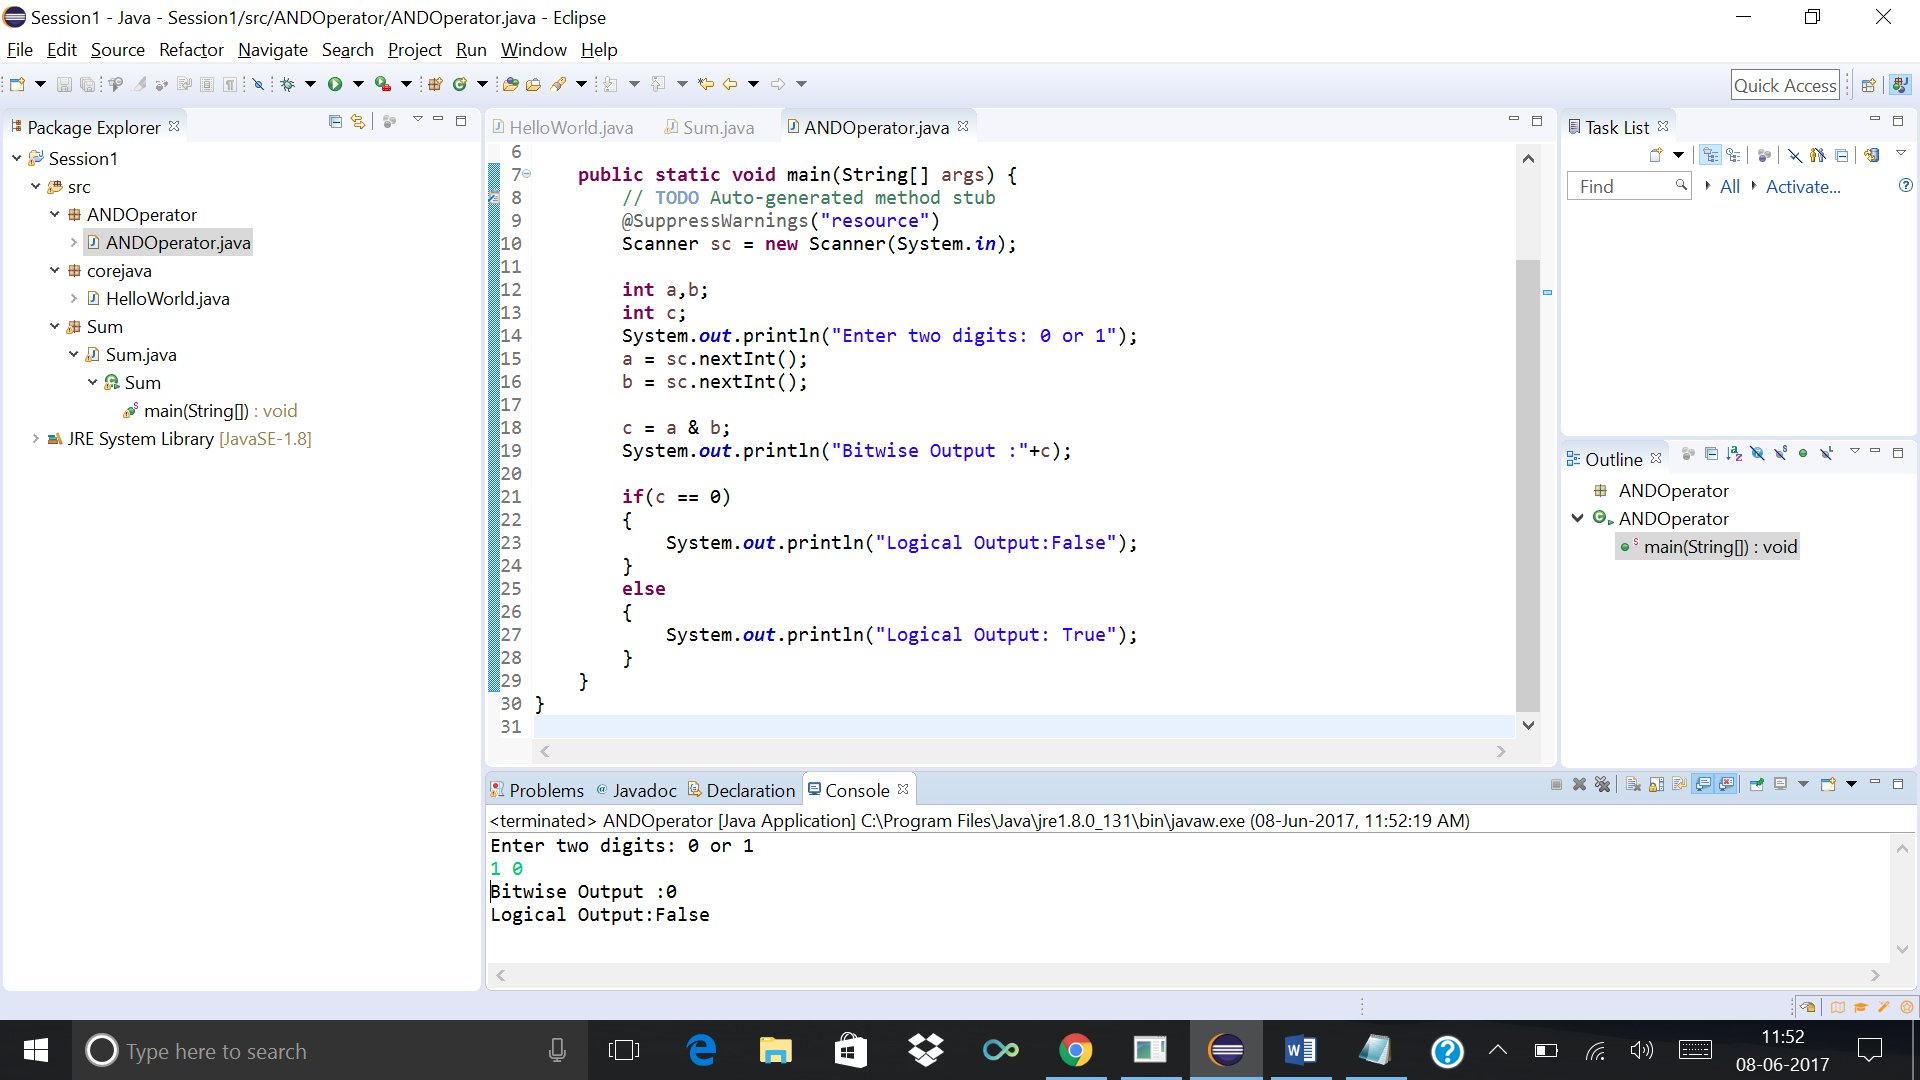 Session1 - Java - Session1/src/ANDOperator/ANDOperator.java - Eclipse
File Edit Source Refactor Navigate Search Project Run Window Help
Quick Access
Package Explorer
Session1
src
ANDOperator
ANDOperator.java
corejava
HelloWorld.java
Sum
Sum.java
Sum
main(String[]) : void
JRE System Library [JavaSE-1.8]
HelloWorld.java Sum.java ANDOperator.java
6
7 public static void main(String[] args) {
8 // TODO Auto-generated method stub
9 @SuppressWarnings("resource")
10 Scanner sc = new Scanner(System.in);
11
12 int a,b;
13 int c;
14 System.out.println("Enter two digits: 0 or 1");
15 a = sc.nextInt();
16 b = sc.nextInt();
17
18 c = a & b;
19 System.out.println("Bitwise Output :"+c);
20
21 if(c == 0)
22 {
23 System.out.println("Logical Output:False");
24 }
25 else
26 {
27 System.out.println("Logical Output: True");
28 }
29 }
30 }
31
Task List
Find All Activate...
Outline
ANDOperator
ANDOperator
main(String[]) : void
Problems @ Javadoc Declaration Console
<terminated> ANDOperator [Java Application] C:\Program Files\Java\jre1.8.0_131\bin\javaw.exe (08-Jun-2017, 11:52:19 AM)
Enter two digits: 0 or 1
1 0
Bitwise Output :0
Logical Output:False
Type here to search
11:52
08-06-2017